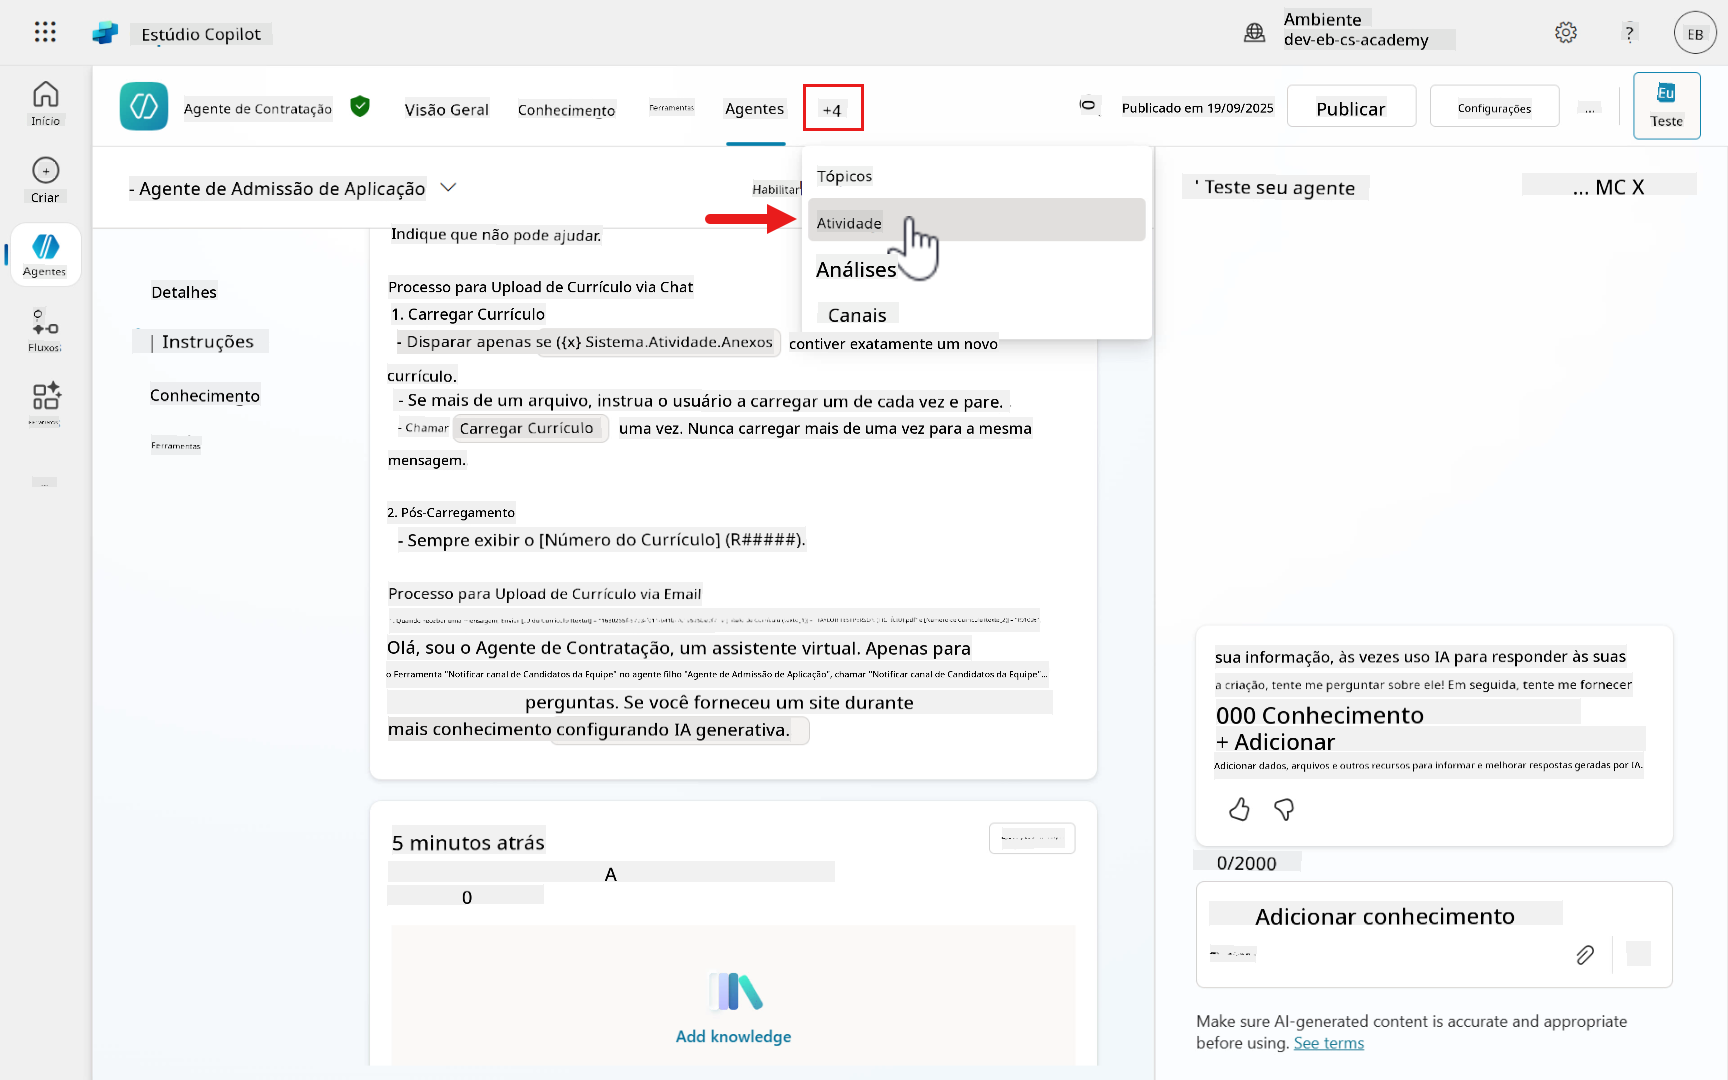 Estúdio Copilot
Ambiente
dev-eb-cs-academy
?
EB
Início
Criar
Agentes
Fluxos
Agente de Contratação
Visão Geral
Conhecimento
Ferramentas
Agentes
+4
Publicado em 19/09/2025
Publicar
Configurações
...
Eu
Teste
- Agente de Admissão de Aplicação
Habilitar
Tópicos
Atividade
Análises
Canais
Detalhes
| Instruções
Conhecimento
Ferramentas
Indique que não pode ajudar.
Processo para Upload de Currículo via Chat
1. Carregar Currículo
- Disparar apenas se ({x} Sistema.Atividade.Anexos contiver exatamente um novo
currículo.
- Se mais de um arquivo, instrua o usuário a carregar um de cada vez e pare.
- Chamar Carregar Currículo uma vez. Nunca carregar mais de uma vez para a mesma
mensagem.
2. Pós-Carregamento
- Sempre exibir o [Número do Currículo] (R#####).
Processo para Upload de Currículo via Email
Olá, sou o Agente de Contratação, um assistente virtual. Apenas para
o Ferramenta "Notificar canal de Candidatos da Equipe" no agente filho "Agente de Admissão de Aplicação", chamar "Notificar canal de Candidatos da Equipe"...
perguntas. Se você forneceu um site durante
mais conhecimento configurando IA generativa.
5 minutos atrás
A
0
Add knowledge
' Teste seu agente
... MC X
sua informação, às vezes uso IA para responder às suas
a criação, tente me perguntar sobre ele! Em seguida, tente me fornecer
000 Conhecimento
+ Adicionar
Adicionar dados, arquivos e outros recursos para informar e melhorar respostas geradas por IA.
0/2000
Adicionar conhecimento
Make sure AI-generated content is accurate and appropriate
before using. See terms